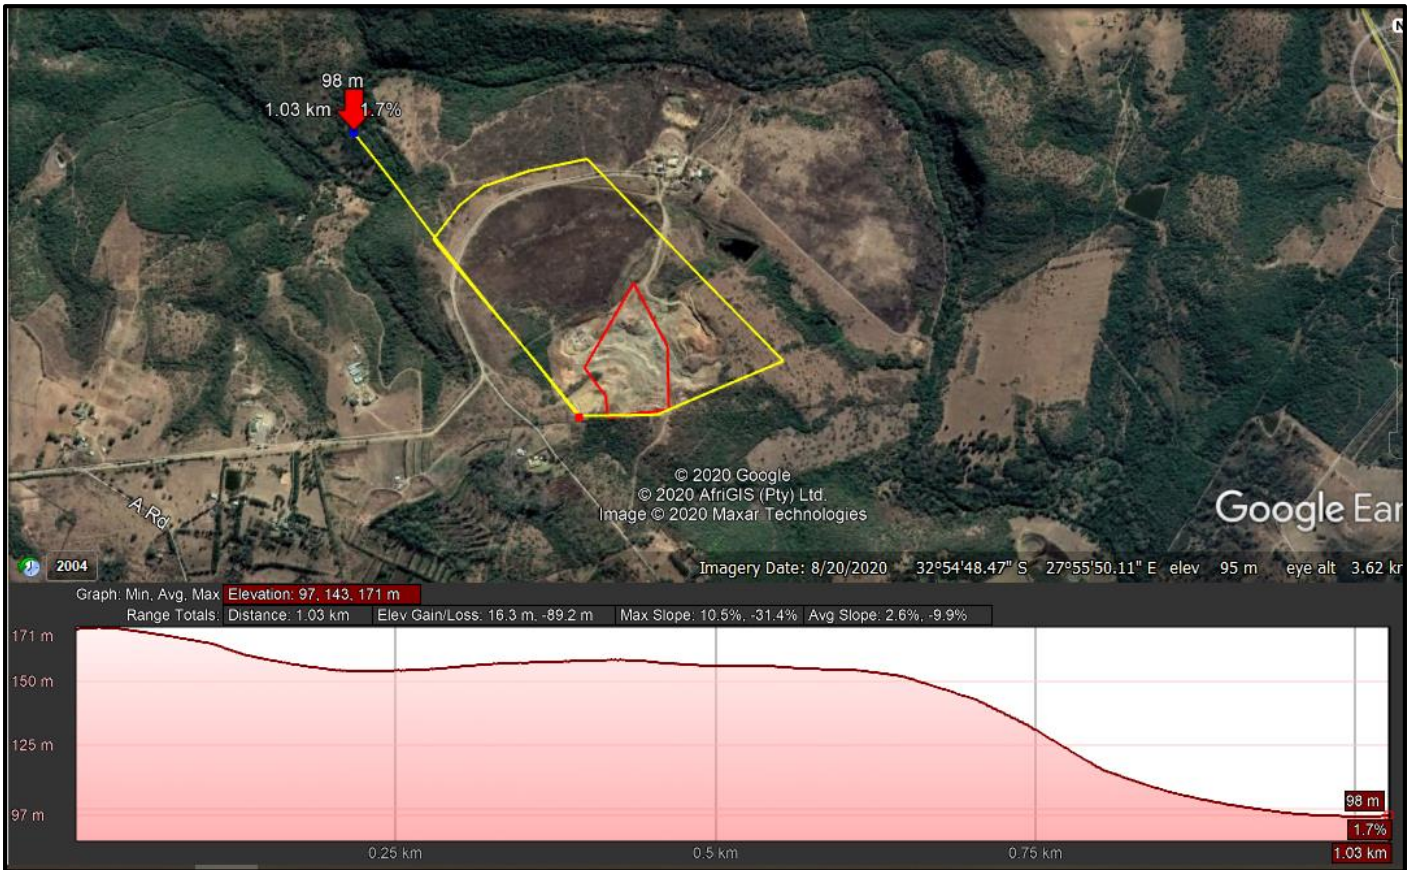 N
98 m
1.03 km 1.7%
© 2020 Google
© 2020 AfriGIS (Pty) Ltd.
Image © 2020 Maxar Technologies
Google Ear
A Rd
2004
Imagery Date: 8/20/2020 32°54'48.47" S 27°55'50.11" E elev 95 m eye alt 3.62 kr
Graph: Min, Avg, Max Elevation: 97, 143, 171 m
Range Totals: Distance: 1.03 km Elev Gain/Loss: 16.3 m, -89.2 m Max Slope: 10.5%, -31.4% Avg Slope: 2.6%, -9.9%
171 m
150 m
125 m
97 m
98 m
1.7%
0.25 km 0.5 km 0.75 km 1.03 km